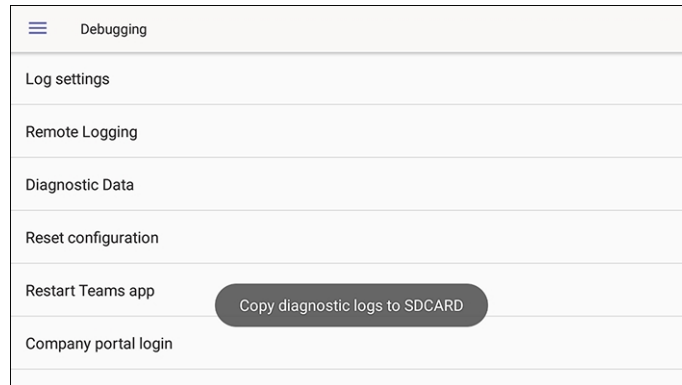 Debugging
Log settings
Remote Logging
Diagnostic Data
Reset configuration
Restart Teams app
Copy diagnostic logs to SDCARD
Company portal login